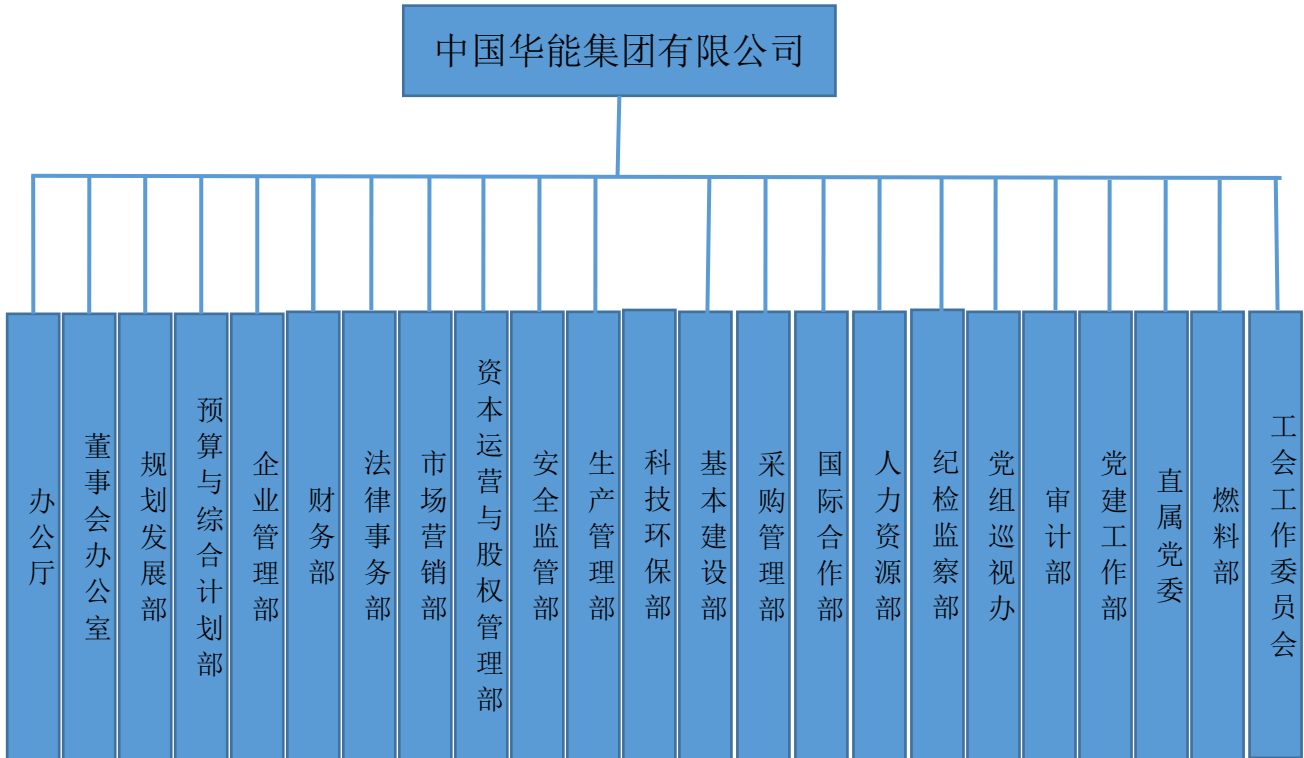 中国华能集团有限公司
办公厅
董事会办公室
规划发展部
预算与综合计划部
企业管理部
财务部
法律事务部
市场营销部
资本运营与股权管理部
安全监管部
生产管理部
科技环保部
基本建设部
采购管理部
国际合作部
人力资源部
纪检监察部
党组巡视办
审计部
党建工作部
直属党委
燃料部
工会工作委员会